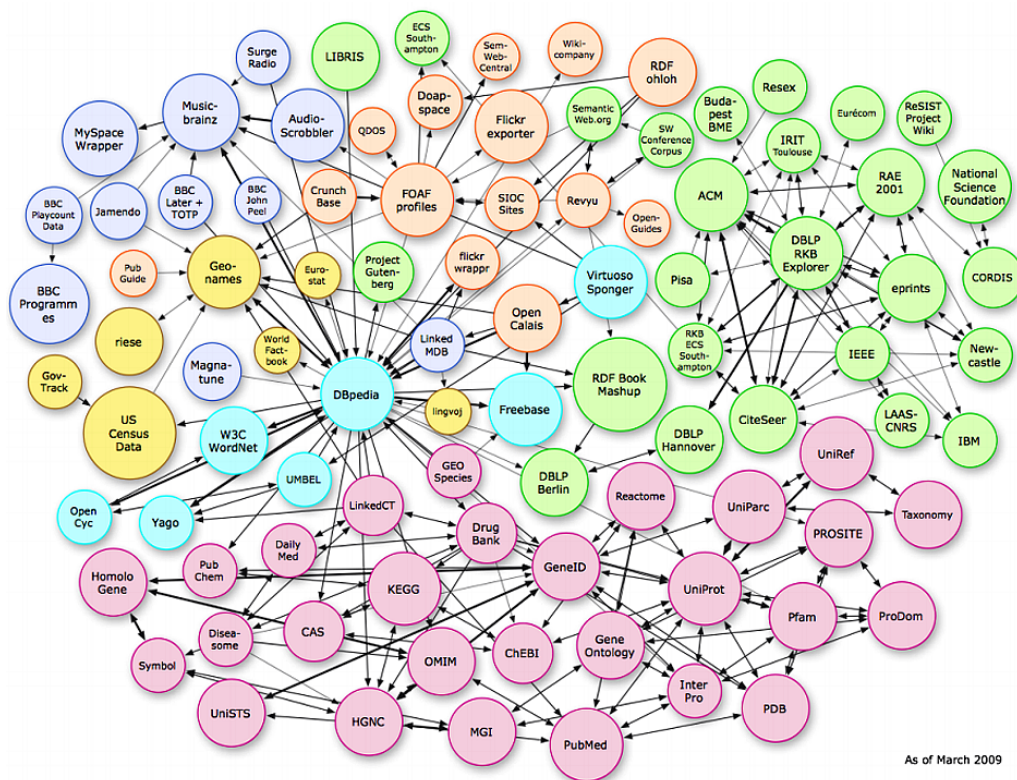 ECS
South-
ampton
Surge
Radio
LIBRIS
Sem-
Web-
Central
Wiki-
company
RDF
ohloh
Music-
brainz
Audio-
Scrobbler
Doap-
space
Flickr
exporter
Semantic
Web.org
Buda-
pest
BME
Resex
Eurécom
ReSIST
Project
Wiki
MySpace
Wrapper
QDOS
SW
Conference
Corpus
IRIT
Toulouse
RAE
2001
National
Science
Foundation
BBC
Playcount
Data
Jamendo
BBC
Later +
TOTP
BBC
John
Peel
Crunch
Base
FOAF
profiles
SIOC
Sites
Revyu
Open-
Guides
ACM
DBLP
RKB
Explorer
Pub
Guide
Geo-
names
Euro-
stat
Project
Guten-
berg
flickr
wrappr
Virtuoso
Sponger
Pisa
eprints
CORDIS
BBC
Programm
es
riese
World
Fact-
book
Linked
MDB
Open
Calais
RKB
ECS
South-
ampton
IEEE
New-
castle
Gov-
Track
Magna-
tune
DBpedia
lingvoj
Freebase
RDF Book
Mashup
CiteSeer
LAAS-
CNRS
IBM
US
Census
Data
W3C
WordNet
UMBEL
GEO
Species
DBLP
Berlin
DBLP
Hannover
Open
Cyc
Yago
LinkedCT
Reactome
UniParc
UniRef
Taxonomy
PROSITE
Daily
Med
Drug
Bank
Homolo
Gene
Pub
Chem
KEGG
GeneID
UniProt
Pfam
ProDom
Disea-
some
CAS
ChEBI
Gene
Ontology
Symbol
OMIM
Inter
Pro
PDB
UniSTS
HGNC
MGI
PubMed
As of March 2009